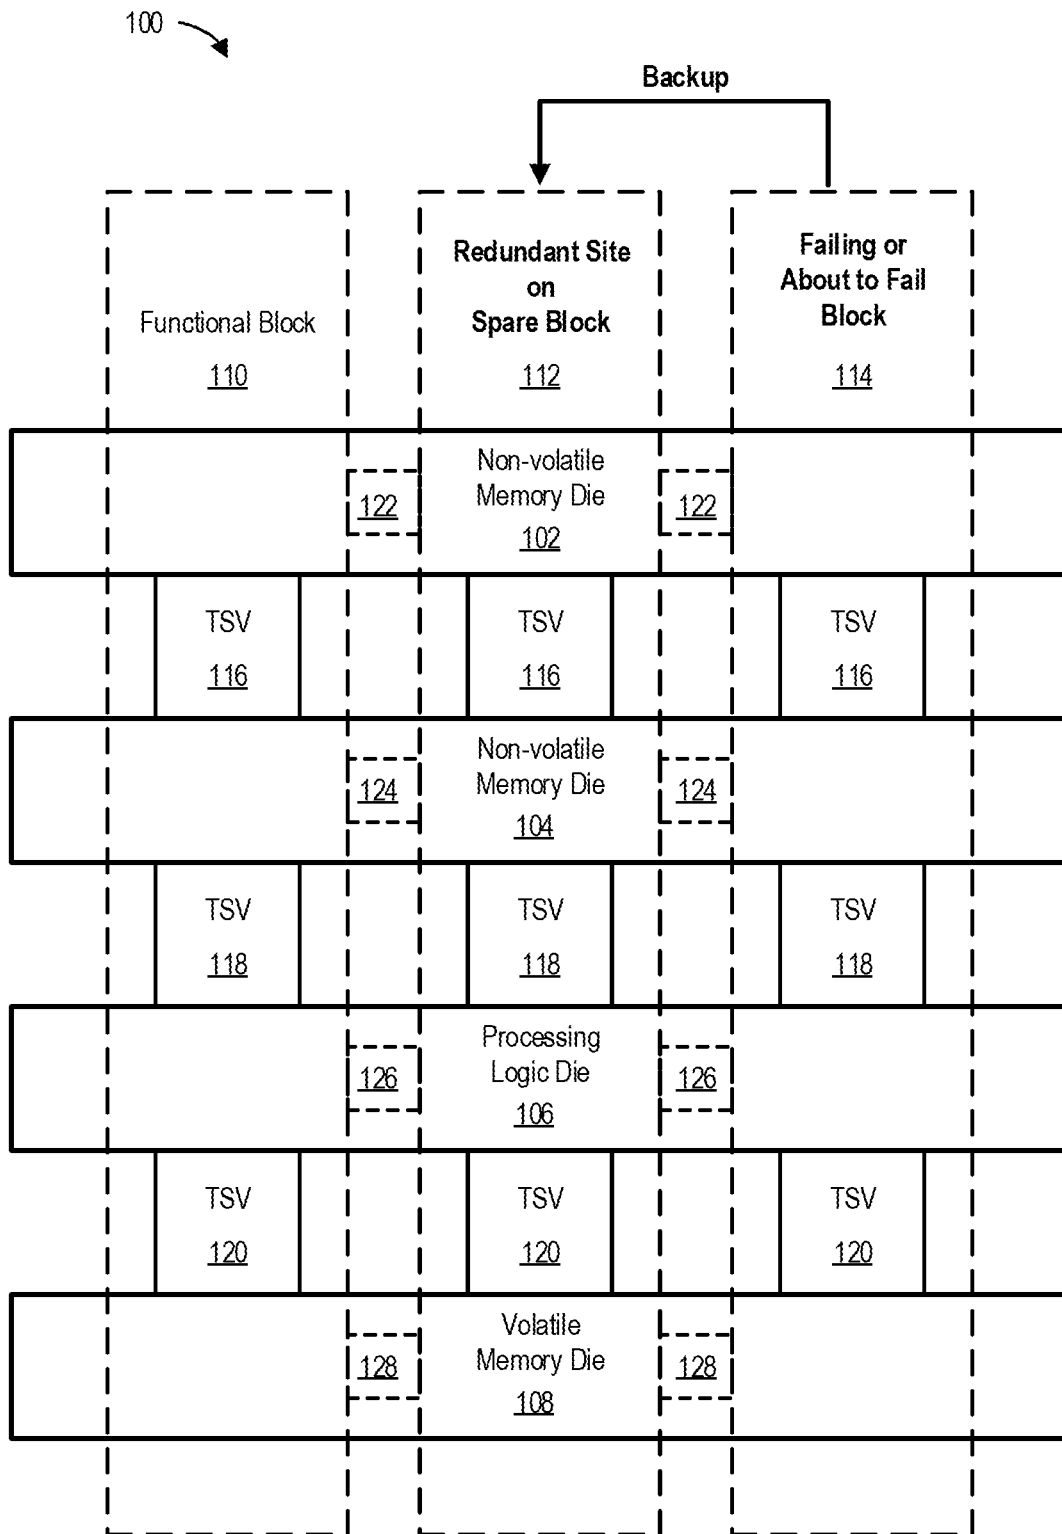 100
Backup
Functional Block
110
Redundant Site
on
Spare Block
112
Failing or
About to Fail
Block
114
122
Non-volatile
Memory Die
102
122
TSV
116
TSV
116
TSV
116
124
Non-volatile
Memory Die
104
124
TSV
118
TSV
118
TSV
118
126
Processing
Logic Die
106
126
TSV
120
TSV
120
TSV
120
128
Volatile
Memory Die
108
128